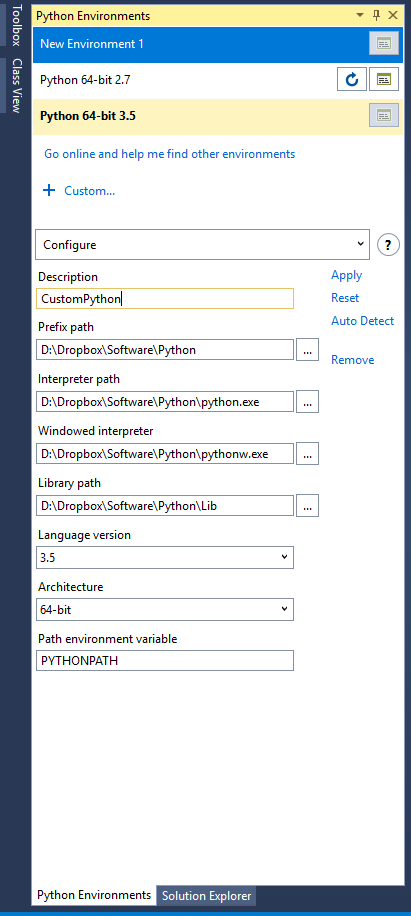 Toolbox
Class View
Python Environments
New Environment 1
Python 64-bit 2.7
Python 64-bit 3.5
Go online and help me find other environments
+ Custom...
Configure
?
Description
Apply
CustomPython
Reset
Prefix path
Auto Detect
D:\Dropbox\Software\Python
...
Remove
Interpreter path
D:\Dropbox\Software\Python\python.exe
...
Windowed interpreter
D:\Dropbox\Software\Python\pythonw.exe
...
Library path
D:\Dropbox\Software\Python\Lib
...
Language version
3.5
Architecture
64-bit
Path environment variable
PYTHONPATH
Python Environments
Solution Explorer